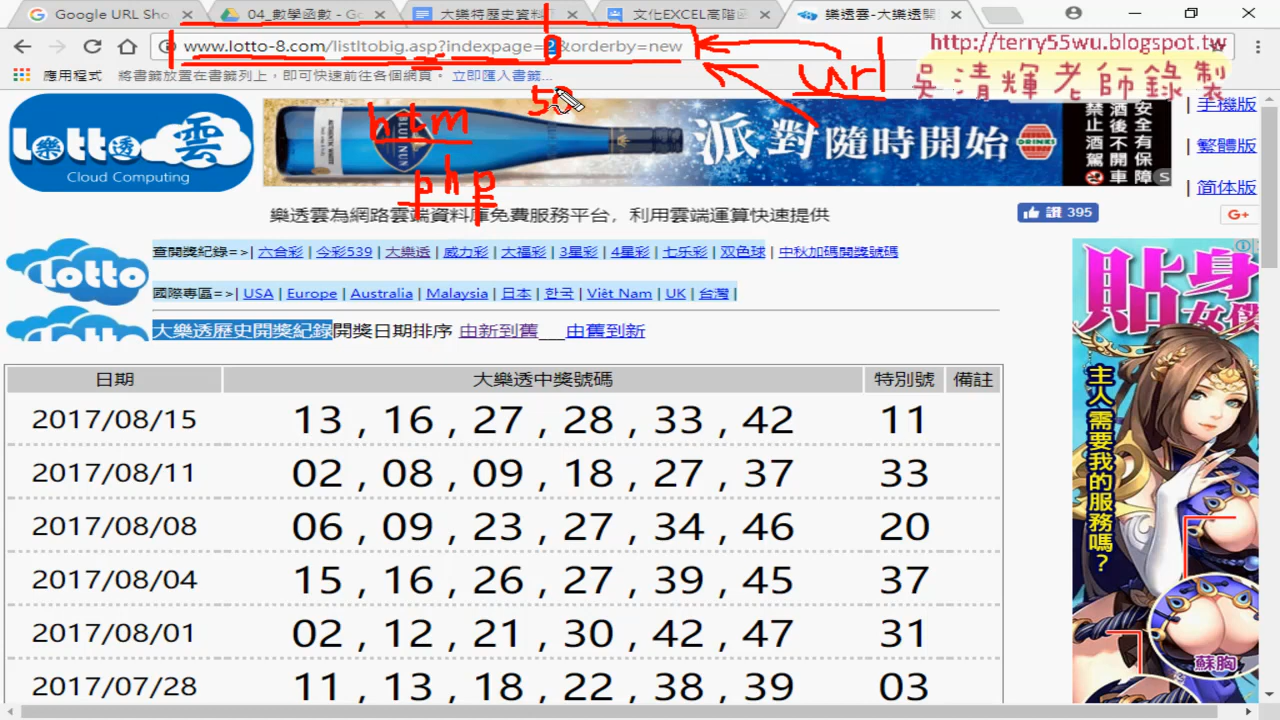 Google URL Sho
04_數學函數 - Go
大樂特歷史資料
文化EXCEL高階函
樂透雲-大樂透開
www.lotto-8.com/listltobig.asp?indexpage=2&orderby=new
http://terry55wu.blogspot.tw
應用程式 將書籤放置在書籤列上，即可快速前往各個網頁。 立即匯入書籤...
吳清輝老師錄製
url
50
htm
php
Lotto
樂透雲
Cloud Computing
BLUE NUN
派對隨時開始
DRINKS
禁止酒駕
酒後不開車
安全有保障
| 手機版
| 繁體版
| 简体版
樂透雲為網路雲端資料庫免費服務平台，利用雲端運算快速提供
讚 395
G+
Lotto
查開獎紀錄=>| 六合彩 | 今彩539 | 大樂透 | 威力彩 | 大福彩 | 3星彩 | 4星彩 | 七乐彩 | 双色球 | 中秋加碼開獎號碼
國際專區=>| USA | Europe | Australia | Malaysia | 日本 | 한국 | Việt Nam | UK | 台灣 |
大樂透歷史開獎紀錄開獎日期排序 由新到舊___由舊到新
日期 大樂透中獎號碼 特別號 備註
2017/08/15 13 , 16 , 27 , 28 , 33 , 42 11
2017/08/11 02 , 08 , 09 , 18 , 27 , 37 33
2017/08/08 06 , 09 , 23 , 27 , 34 , 46 20
2017/08/04 15 , 16 , 26 , 27 , 39 , 45 37
2017/08/01 02 , 12 , 21 , 30 , 42 , 47 31
2017/07/28 11 , 13 , 18 , 22 , 38 , 39 03
貼身女僕
主人需要我的服務嗎？
蘇胸